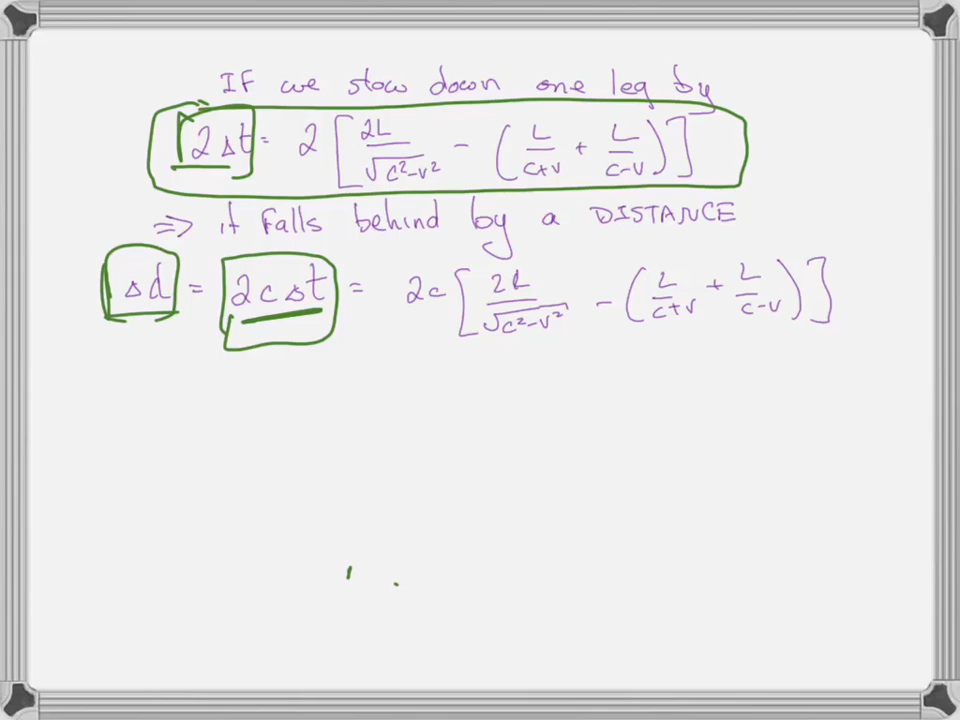 IF we slow down one leg by
2Δt = 2 [ 2L/√(c²-v²) - ( L/(c+v) + L/(c-v) ) ]
⇒ it falls behind by a DISTANCE
Δd = 2cΔt = 2c [ 2L/√(c²-v²) - ( L/(c+v) + L/(c-v) ) ]